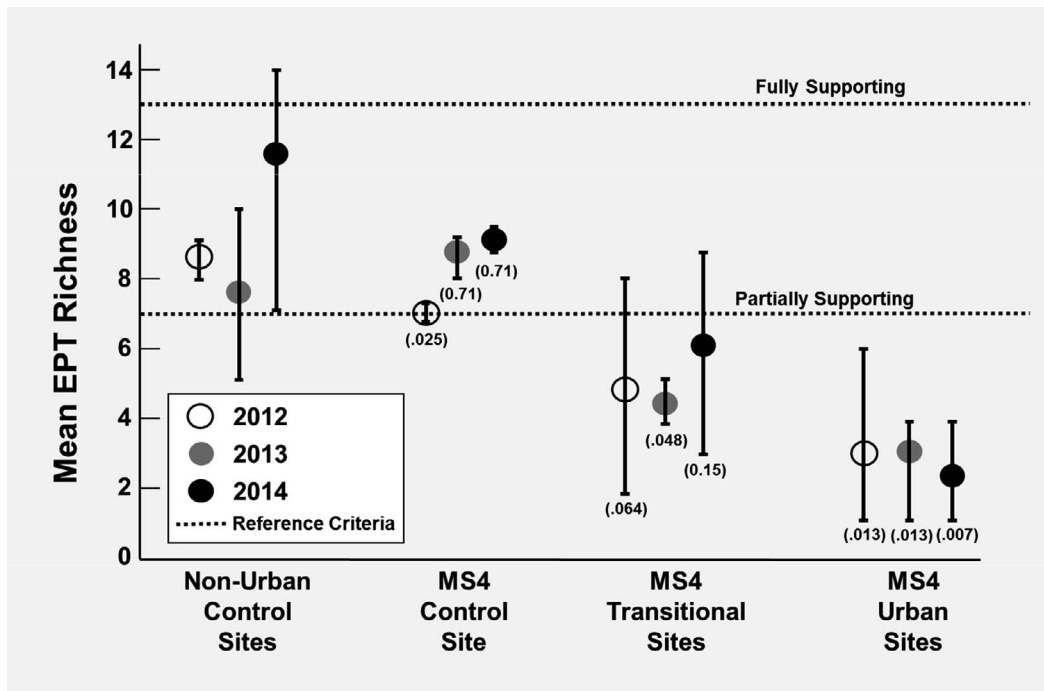 Mean EPT Richness
14
12
10
8
6
4
2
0
Fully Supporting
Partially Supporting
(.025)
(0.71)
(0.71)
(.064)
(.048)
(0.15)
(.013)
(.013)
(.007)
2012
2013
2014
Reference Criteria
Non-Urban
Control
Sites
MS4
Control
Site
MS4
Transitional
Sites
MS4
Urban
Sites